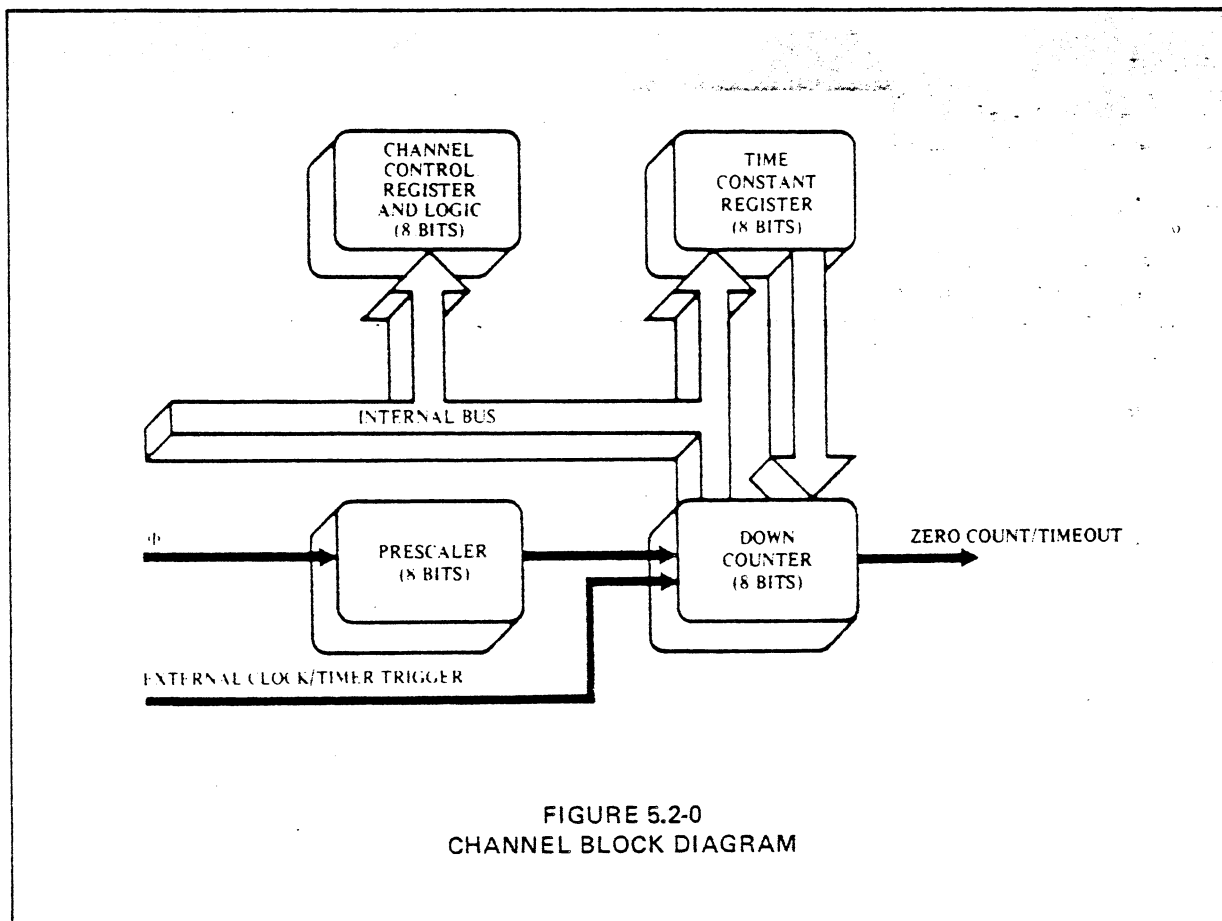 CHANNEL
CONTROL
REGISTER
AND LOGIC
(8 BITS)
TIME
CONSTANT
REGISTER
(8 BITS)
INTERNAL BUS
Φ
PRESCALER
(8 BITS)
DOWN
COUNTER
(8 BITS)
ZERO COUNT/TIMEOUT
EXTERNAL CLOCK/TIMER TRIGGER
FIGURE 5.2-0
CHANNEL BLOCK DIAGRAM